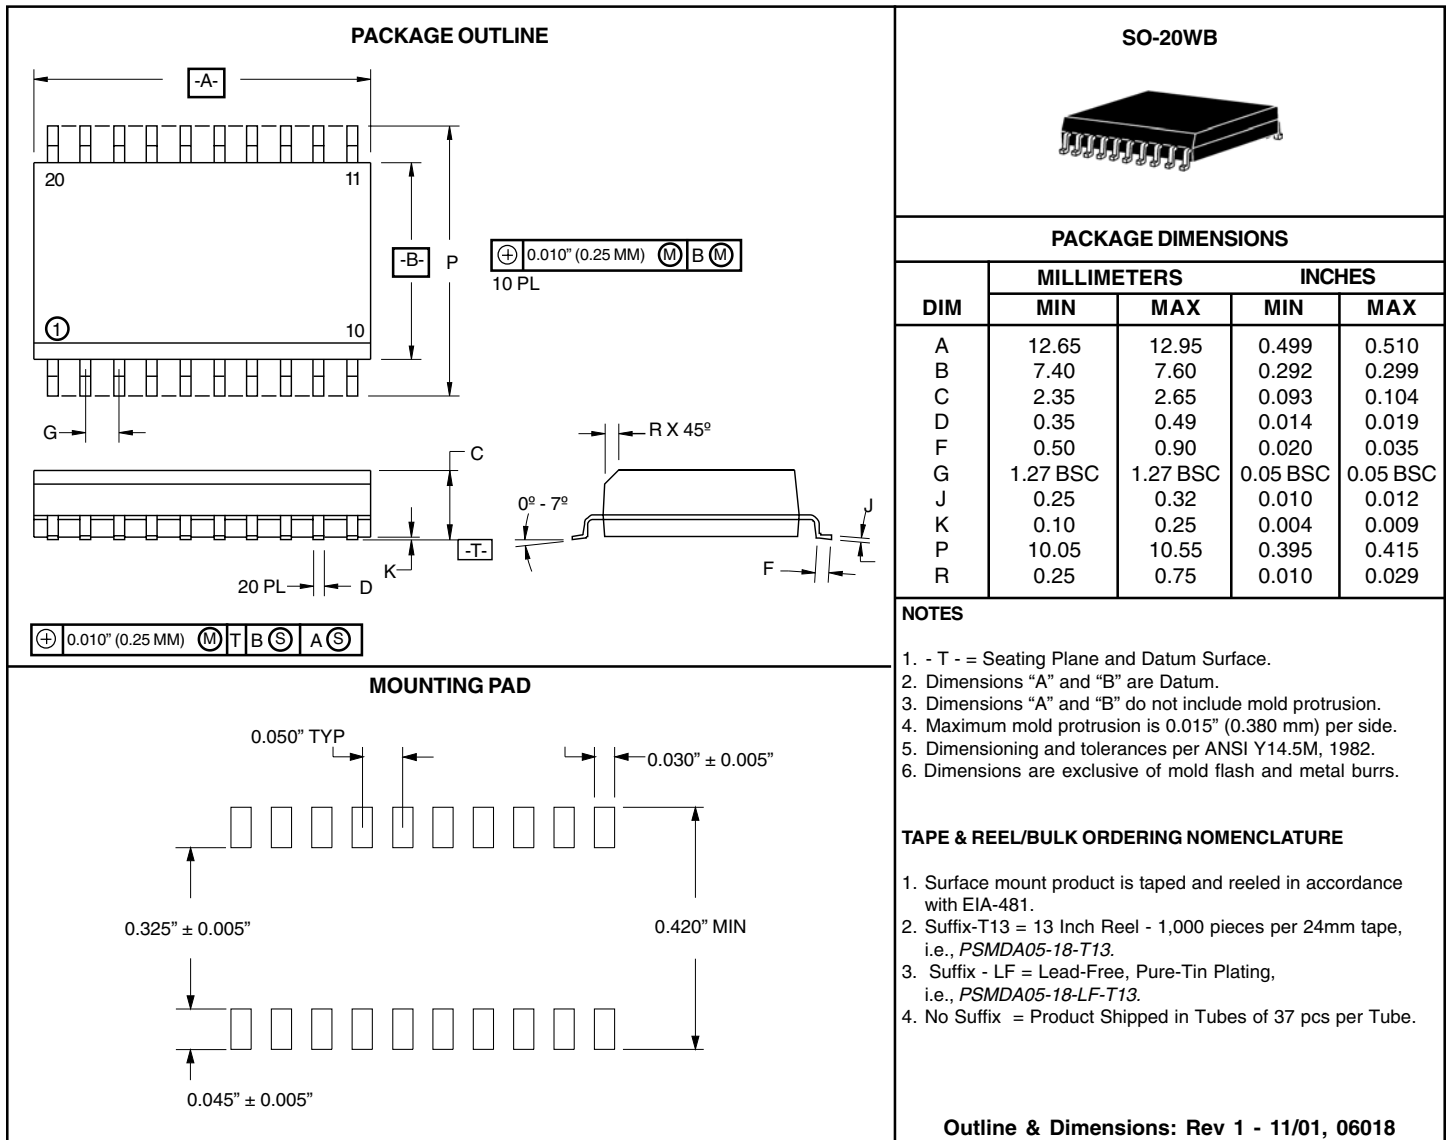 PACKAGE OUTLINE
-A-
20
11
-B-
P
0.010" (0.25 MM) M B M
10 PL
1
10
G
C
R X 45º
0º - 7º
J
-T-
K
F
20 PL
D
0.010" (0.25 MM) M T B S A S
MOUNTING PAD
0.050” TYP
0.030” ± 0.005”
0.325” ± 0.005”
0.420” MIN
0.045” ± 0.005”
SO-20WB
PACKAGE DIMENSIONS
MILLIMETERS INCHES
DIM MIN MAX MIN MAX
A 12.65 12.95 0.499 0.510
B 7.40 7.60 0.292 0.299
C 2.35 2.65 0.093 0.104
D 0.35 0.49 0.014 0.019
F 0.50 0.90 0.020 0.035
G 1.27 BSC 1.27 BSC 0.05 BSC 0.05 BSC
J 0.25 0.32 0.010 0.012
K 0.10 0.25 0.004 0.009
P 10.05 10.55 0.395 0.415
R 0.25 0.75 0.010 0.029
NOTES
1. - T - = Seating Plane and Datum Surface.
2. Dimensions “A” and “B” are Datum.
3. Dimensions “A” and “B” do not include mold protrusion.
4. Maximum mold protrusion is 0.015” (0.380 mm) per side.
5. Dimensioning and tolerances per ANSI Y14.5M, 1982.
6. Dimensions are exclusive of mold flash and metal burrs.
TAPE & REEL/BULK ORDERING NOMENCLATURE
1. Surface mount product is taped and reeled in accordance
with EIA-481.
2. Suffix-T13 = 13 Inch Reel - 1,000 pieces per 24mm tape,
i.e., PSMDA05-18-T13.
3. Suffix - LF = Lead-Free, Pure-Tin Plating,
i.e., PSMDA05-18-LF-T13.
4. No Suffix = Product Shipped in Tubes of 37 pcs per Tube.
Outline & Dimensions: Rev 1 - 11/01, 06018